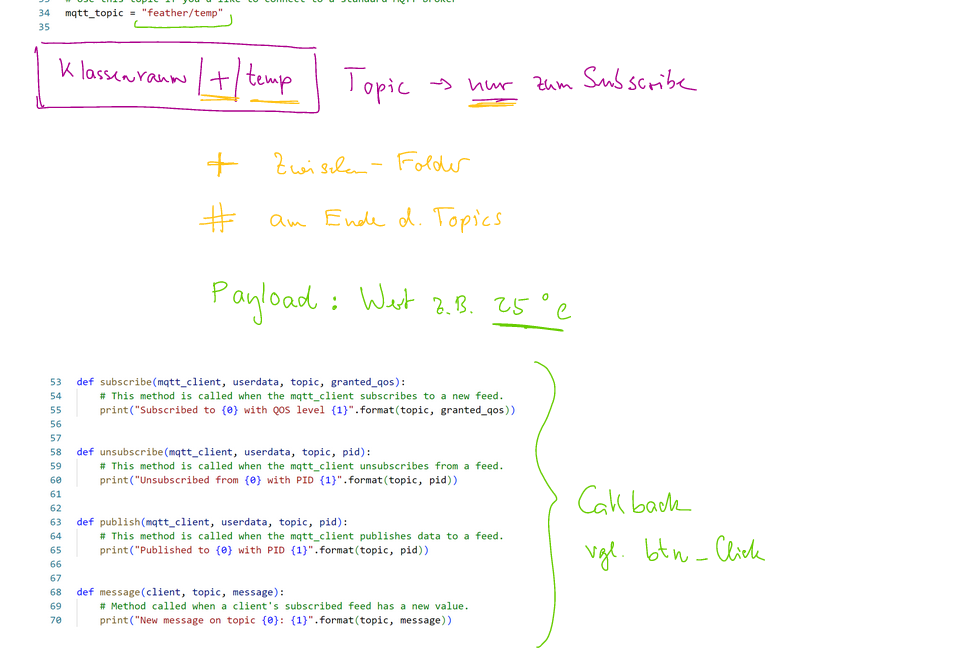 33 # Use this topic if you'd like to connect to a standard MQTT broker
34 mqtt_topic = "feather/temp"
35
Klassenraum/+/temp Topic → nur zum Subscribe
+ Zwischen-Folder
# am Ende d. Topics
Payload: Wert z.B. 25°C
53 def subscribe(mqtt_client, userdata, topic, granted_qos):
54 # This method is called when the mqtt_client subscribes to a new feed.
55 print("Subscribed to {0} with QOS level {1}".format(topic, granted_qos))
56
57
58 def unsubscribe(mqtt_client, userdata, topic, pid):
59 # This method is called when the mqtt_client unsubscribes from a feed.
60 print("Unsubscribed from {0} with PID {1}".format(topic, pid))
61
62
63 def publish(mqtt_client, userdata, topic, pid):
64 # This method is called when the mqtt_client publishes data to a feed.
65 print("Published to {0} with PID {1}".format(topic, pid))
66
67
68 def message(client, topic, message):
69 # Method called when a client's subscribed feed has a new value.
70 print("New message on topic {0}: {1}".format(topic, message))
Callback
vgl. btn_Click